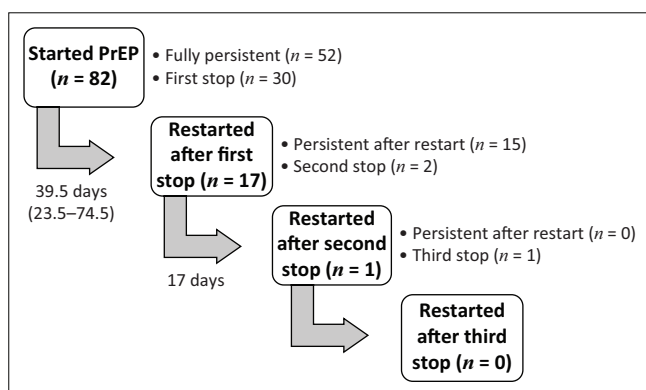 Started PrEP
(n = 82)
• Fully persistent (n = 52)
• First stop (n = 30)
Restarted
after first
stop (n = 17)
• Persistent after restart (n = 15)
• Second stop (n = 2)
39.5 days
(23.5–74.5)
Restarted
after second
stop (n = 1)
• Persistent after restart (n = 0)
• Third stop (n = 1)
17 days
Restarted
after third
stop (n = 0)